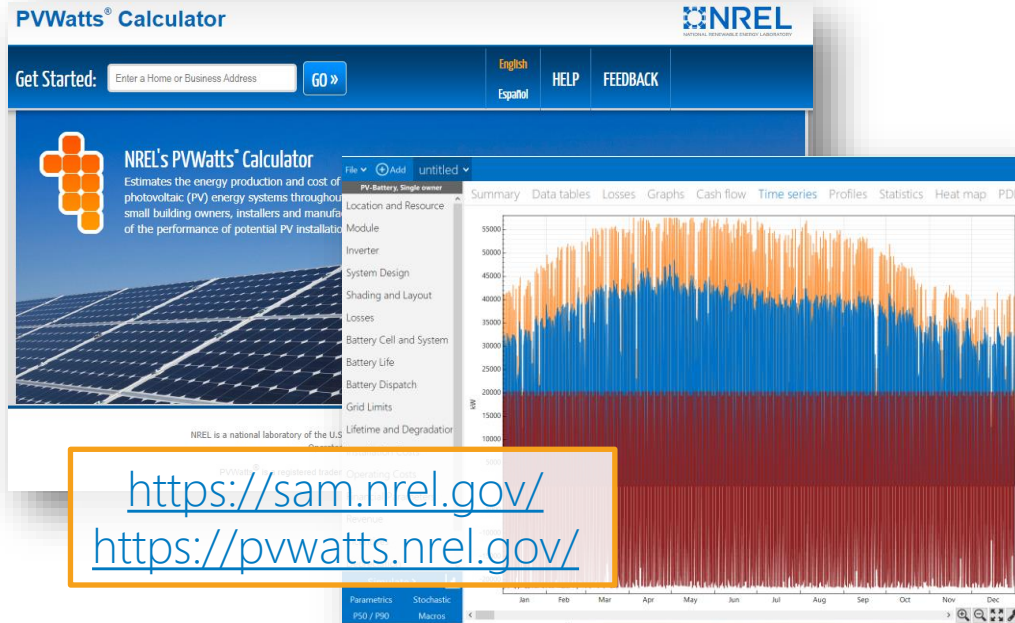 PVWatts® Calculator
NREL
NATIONAL RENEWABLE ENERGY LABORATORY
Get Started:
Enter a Home or Business Address
GO »
English
Español
HELP
FEEDBACK
NREL's PVWatts® Calculator
Estimates the energy production and cost of
photovoltaic (PV) energy systems throughou
small building owners, installers and manufa
of the performance of potential PV installatio
NREL is a national laboratory of the U.S
File
Add
untitled
PV-Battery, Single owner
Location and Resource
Module
Inverter
System Design
Shading and Layout
Losses
Battery Cell and System
Battery Life
Battery Dispatch
Grid Limits
Lifetime and Degradation
Operating Costs
Revenue
Parametrics Stochastic
P50 / P90 Macros
Summary Data tables Losses Graphs Cash flow Time series Profiles Statistics Heat map PD
55000
50000
45000
40000
35000
30000
25000
20000
15000
10000
5000
kW
Jan Feb Mar Apr May Jun Jul Aug Sep Oct Nov Dec
https://sam.nrel.gov/
https://pvwatts.nrel.gov/